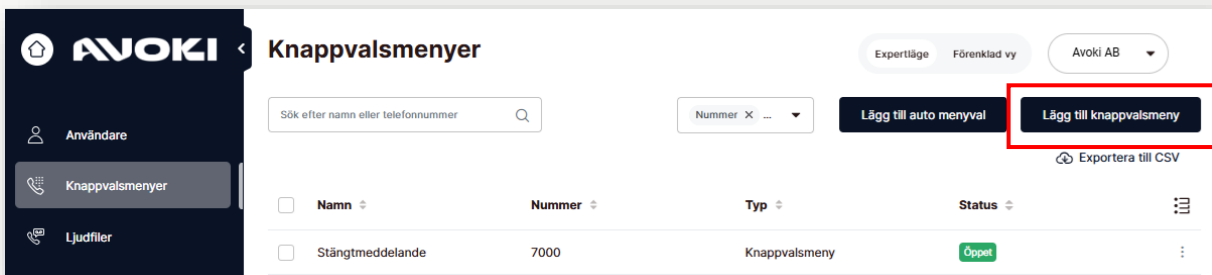 AVOKI
Knappvalsmenyer
Expertläge Förenklad vy
Avoki AB
Sök efter namn eller telefonnummer
Nummer ...
Lägg till auto menyval
Lägg till knappvalsmeny
Användare
Exportera till CSV
Knappvalsmenyer
Namn Nummer Typ Status
Ljudfiler
Stängtmeddelande 7000 Knappvalsmeny Öppet